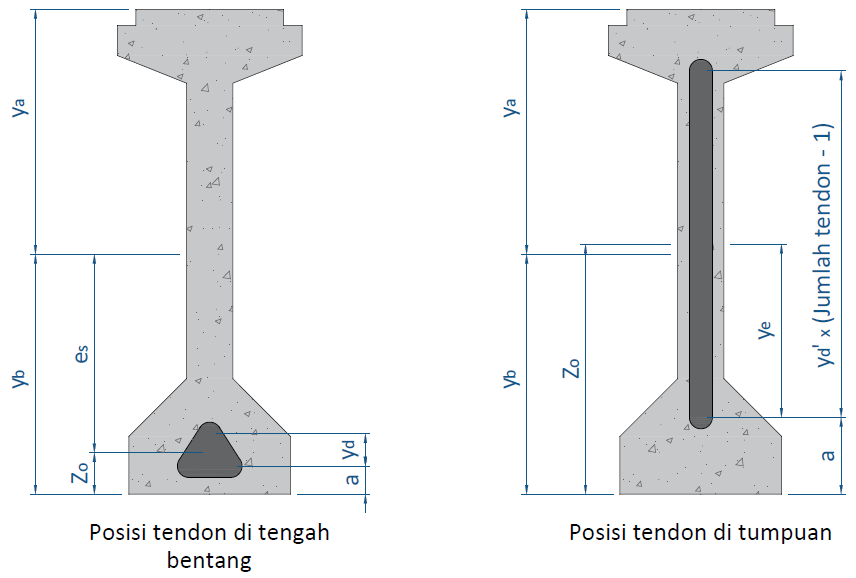 ya
yb
es
Zo
yd
a
Posisi tendon di tengah
bentang
ya
yb
Zo
ye
yd' x (Jumlah tendon - 1)
a
Posisi tendon di tumpuan